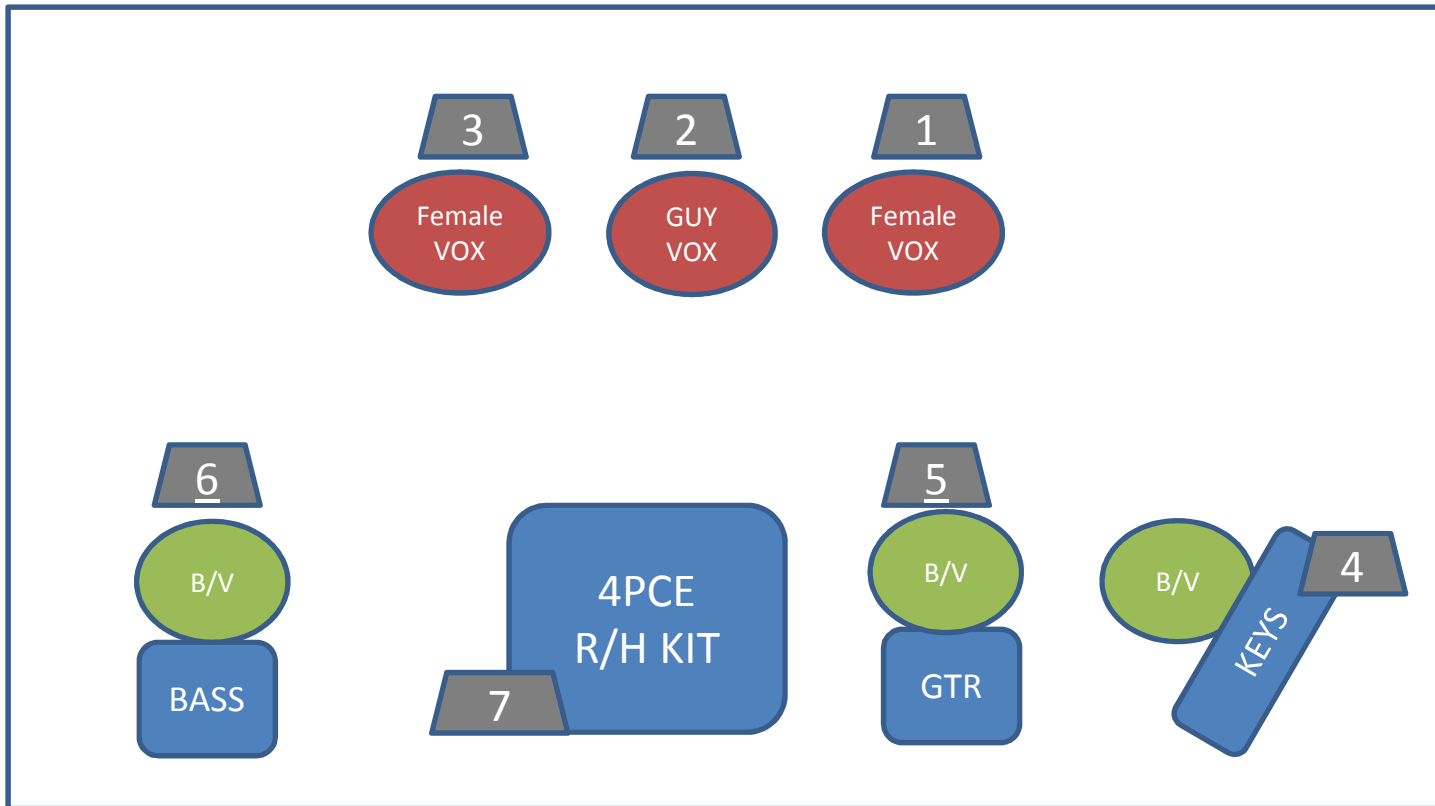 3
2
1
Female
VOX
GUY
VOX
Female
VOX
6
5
B/V
B/V
B/V
4
4PCE
R/H KIT
KEYS
BASS
7
GTR